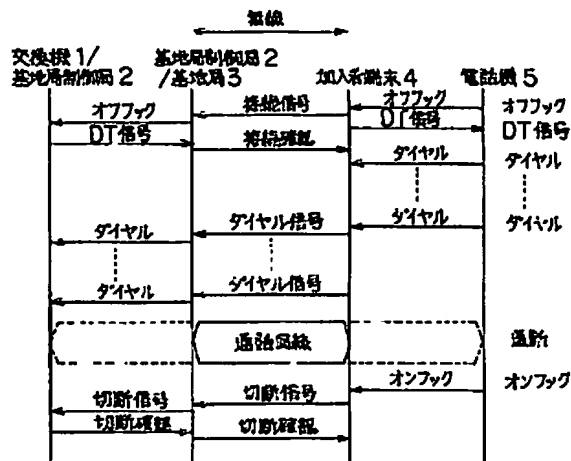 無線
交換機1/
基地局制御局2
基地局制御局2
/基地局3
加入者端末4
電話機5
オフフック
接続信号
オフフック
オフフック
DT信号
接続確認
DT信号
DT信号
ダイヤル
ダイヤル
ダイヤル
ダイヤル信号
ダイヤル
ダイヤル
ダイヤル
ダイヤル信号
通話回線
オンフック
オンフック
切断信号
切断信号
切断確認
切断確認